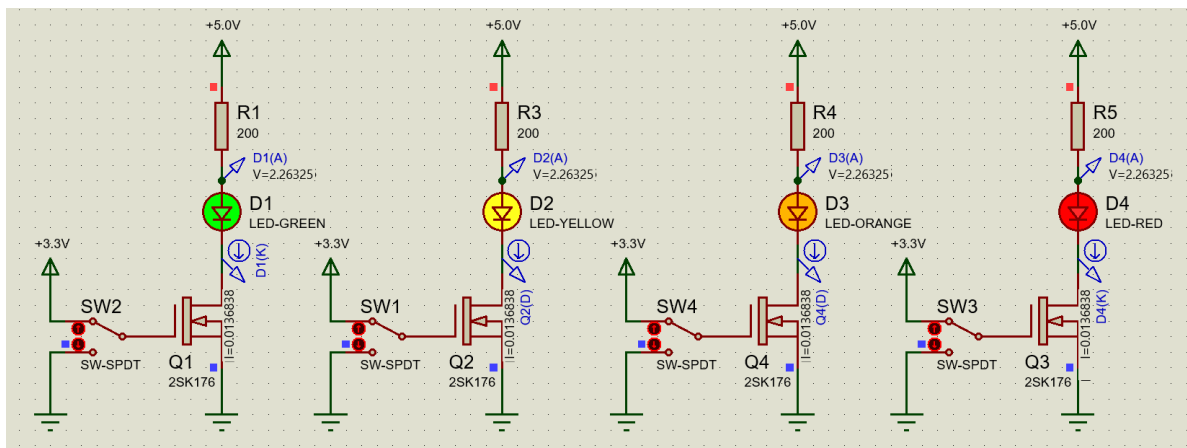 +5.0V
R1
200
D1(A)
V=2.26325
D1
LED-GREEN
D1(K)
+3.3V
SW2
SW-SPDT
I=0.0136838
Q1
2SK176
+5.0V
R3
200
D2(A)
V=2.26325
D2
LED-YELLOW
Q2(D)
+3.3V
SW1
SW-SPDT
I=0.0136838
Q2
2SK176
+5.0V
R4
200
D3(A)
V=2.26325
D3
LED-ORANGE
Q4(D)
+3.3V
SW4
SW-SPDT
I=0.0136838
Q4
2SK176
+5.0V
R5
200
D4(A)
V=2.26325
D4
LED-RED
D4(K)
+3.3V
SW3
SW-SPDT
I=0.0136838
Q3
2SK176